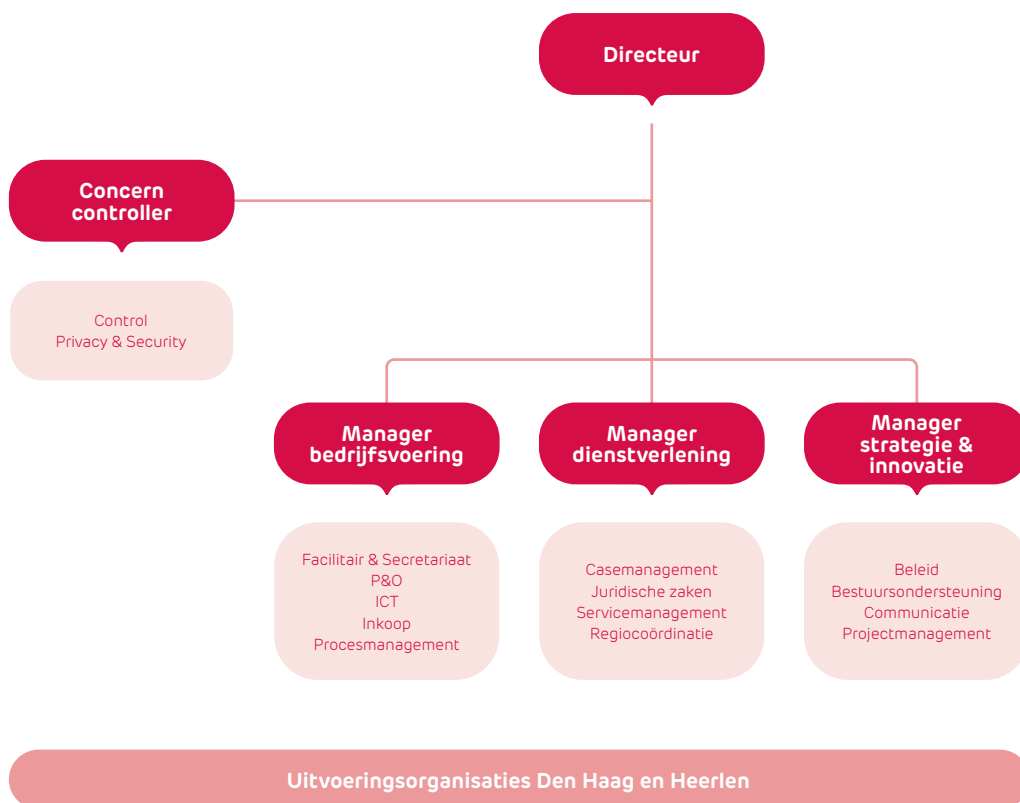 Directeur
Concern
controller
Control
Privacy & Security
Manager
bedrijfsvoering
Facilitair & Secretariaat
P&O
ICT
Inkoop
Procesmanagement
Manager
dienstverlening
Casemanagement
Juridische zaken
Servicemanagement
Regiocoördinatie
Manager
strategie &
innovatie
Beleid
Bestuursondersteuning
Communicatie
Projectmanagement
Uitvoeringsorganisaties Den Haag en Heerlen